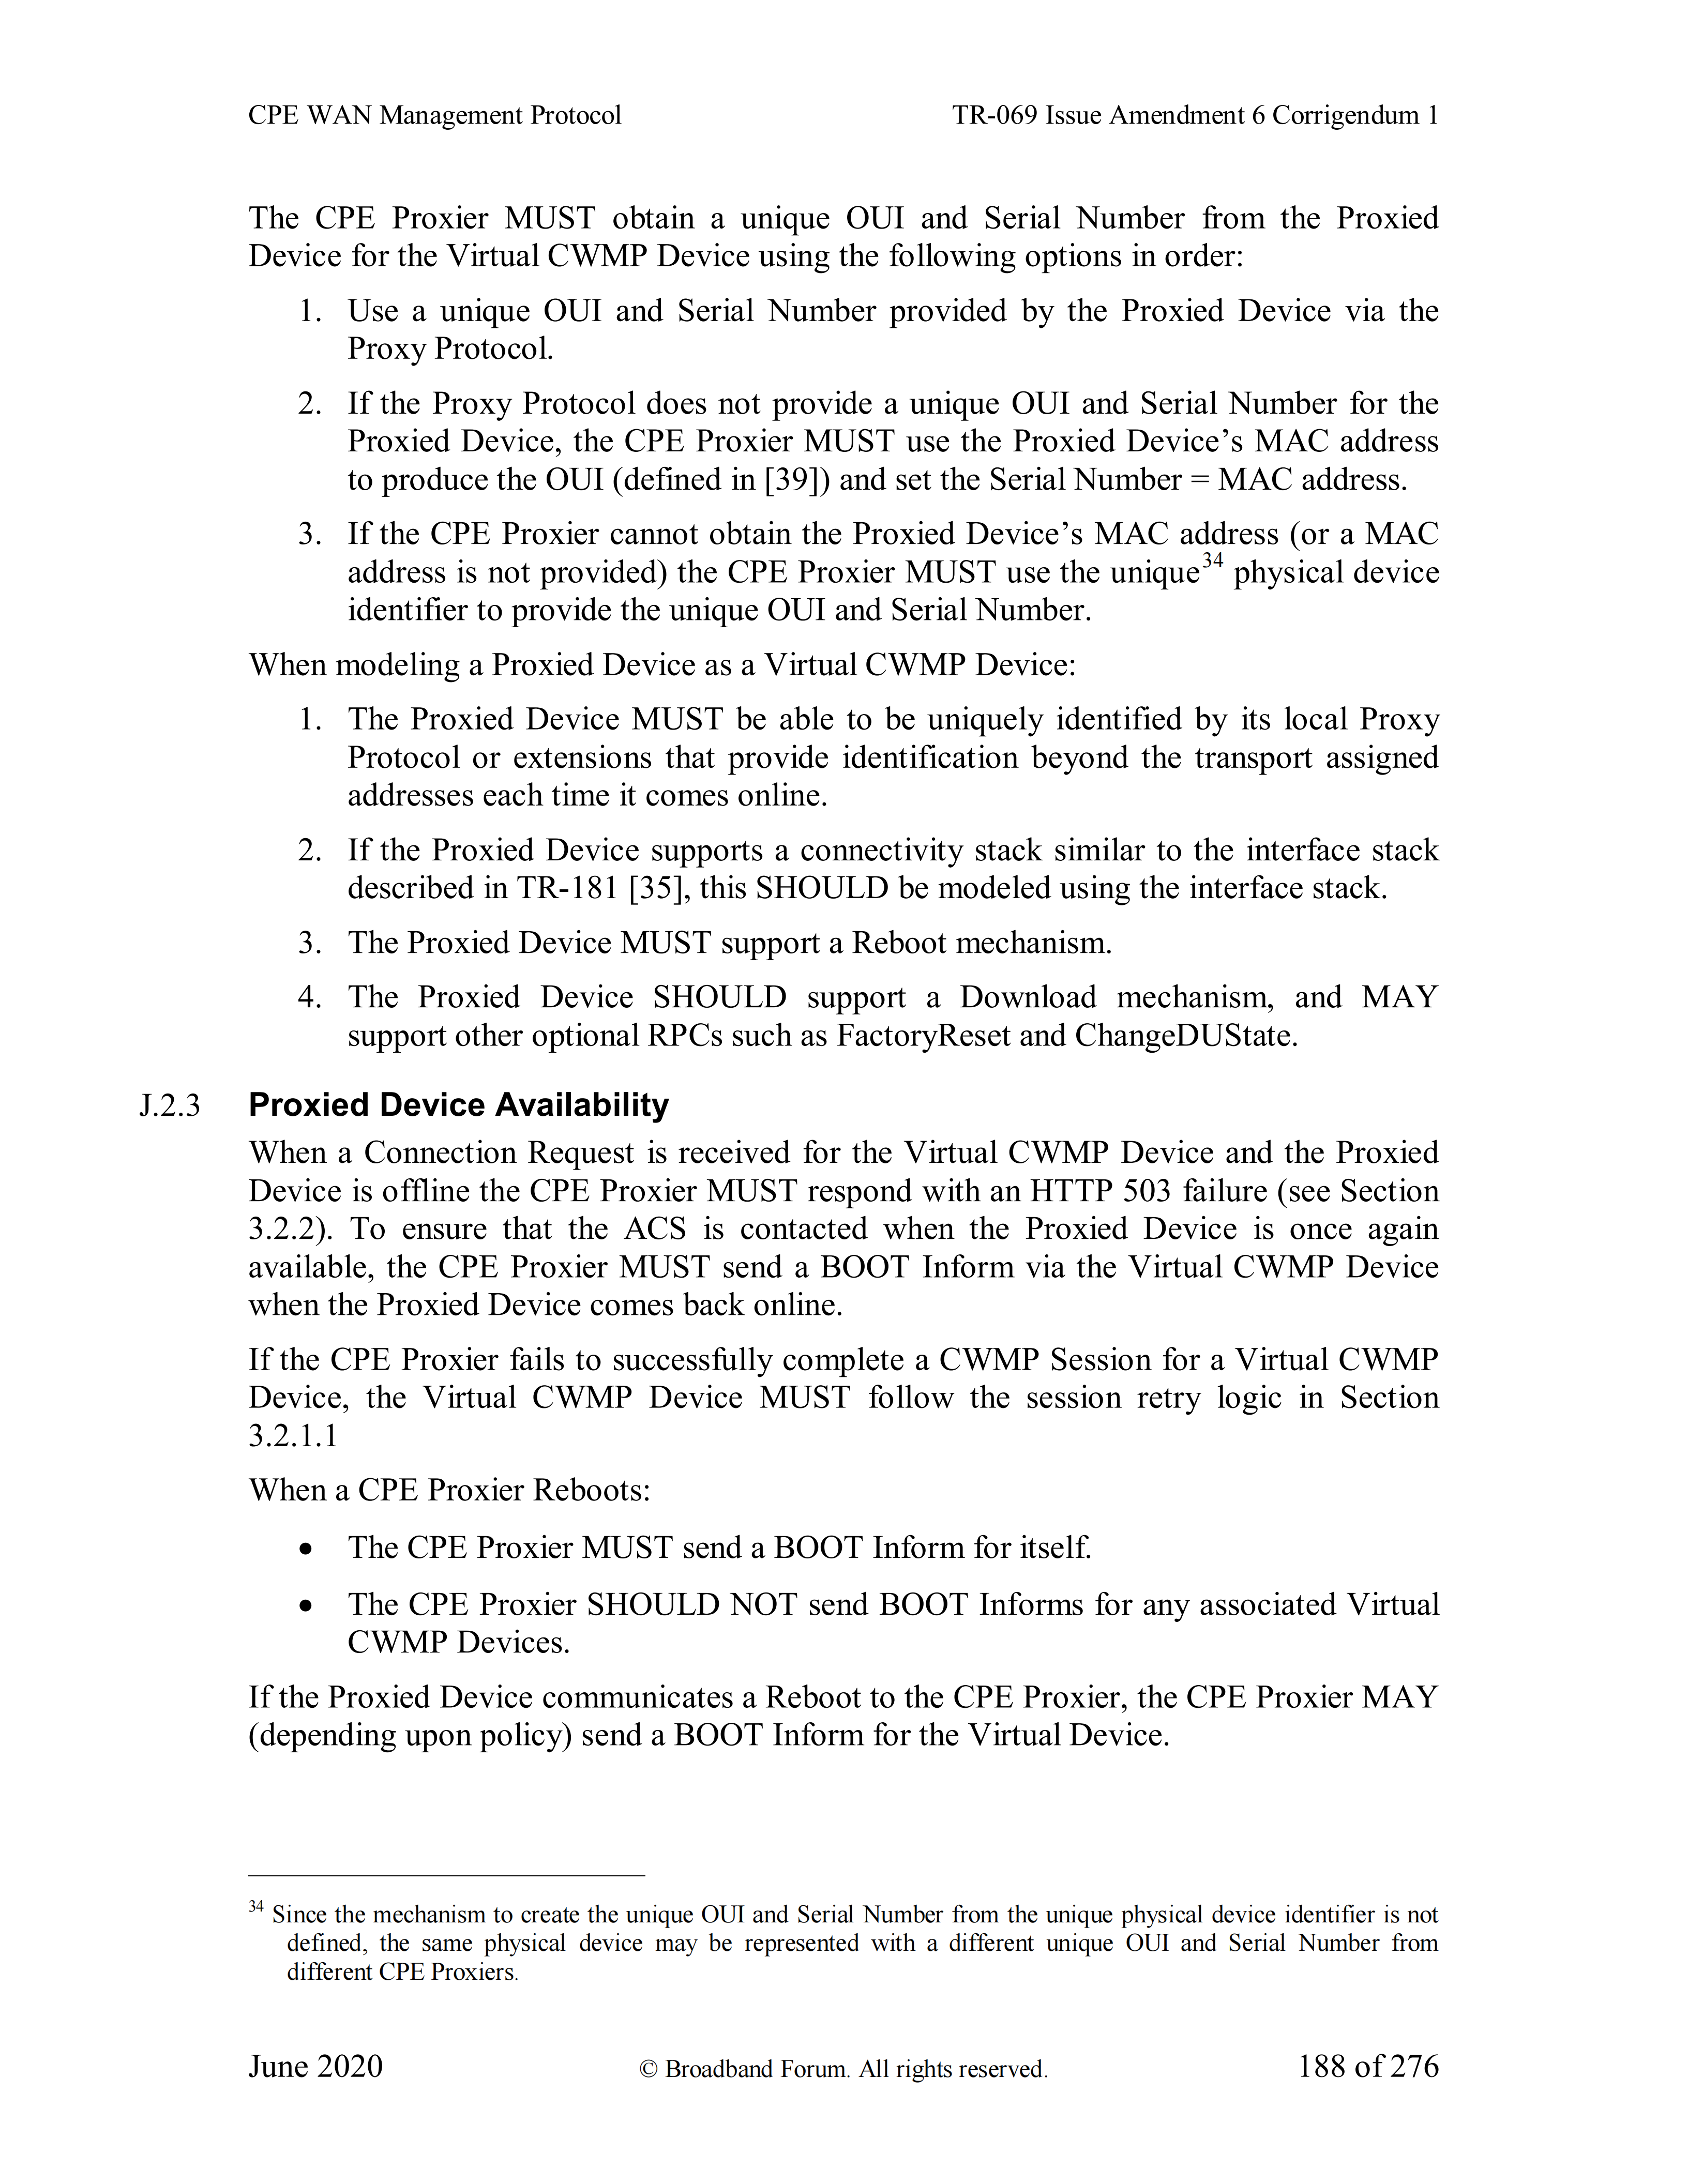 CPE WAN Management Protocol TR-069 Issue Amendment 6 Corrigendum 1
The CPE Proxier MUST obtain a unique OUI and Serial Number from the Proxied
Device for the Virtual CWMP Device using the following options in order:
1. Use a unique OUI and Serial Number provided by the Proxied Device via the
Proxy Protocol.
2. If the Proxy Protocol does not provide a unique OUI and Serial Number for the
Proxied Device, the CPE Proxier MUST use the Proxied Device’s MAC address
to produce the OUI (defined in [39]) and set the Serial Number = MAC address.
3. If the CPE Proxier cannot obtain the Proxied Device’s MAC address (or a MAC
address is not provided) the CPE Proxier MUST use the unique34 physical device
identifier to provide the unique OUI and Serial Number.
When modeling a Proxied Device as a Virtual CWMP Device:
1. The Proxied Device MUST be able to be uniquely identified by its local Proxy
Protocol or extensions that provide identification beyond the transport assigned
addresses each time it comes online.
2. If the Proxied Device supports a connectivity stack similar to the interface stack
described in TR-181 [35], this SHOULD be modeled using the interface stack.
3. The Proxied Device MUST support a Reboot mechanism.
4. The Proxied Device SHOULD support a Download mechanism, and MAY
support other optional RPCs such as FactoryReset and ChangeDUState.
J.2.3 Proxied Device Availability
When a Connection Request is received for the Virtual CWMP Device and the Proxied
Device is offline the CPE Proxier MUST respond with an HTTP 503 failure (see Section
3.2.2). To ensure that the ACS is contacted when the Proxied Device is once again
available, the CPE Proxier MUST send a BOOT Inform via the Virtual CWMP Device
when the Proxied Device comes back online.
If the CPE Proxier fails to successfully complete a CWMP Session for a Virtual CWMP
Device, the Virtual CWMP Device MUST follow the session retry logic in Section
3.2.1.1
When a CPE Proxier Reboots:
• The CPE Proxier MUST send a BOOT Inform for itself.
• The CPE Proxier SHOULD NOT send BOOT Informs for any associated Virtual
CWMP Devices.
If the Proxied Device communicates a Reboot to the CPE Proxier, the CPE Proxier MAY
(depending upon policy) send a BOOT Inform for the Virtual Device.
34 Since the mechanism to create the unique OUI and Serial Number from the unique physical device identifier is not
defined, the same physical device may be represented with a different unique OUI and Serial Number from
different CPE Proxiers.
June 2020 © Broadband Forum. All rights reserved. 188 of 276